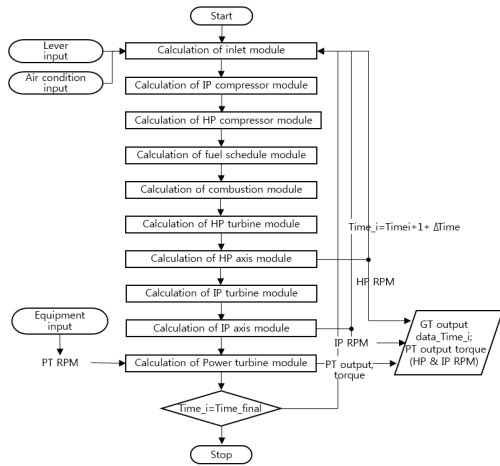 Start
Lever
input
Calculation of inlet module
Air condition
input
Calculation of IP compressor module
Calculation of HP compressor module
Calculation of fuel schedule module
Calculation of combustion module
Calculation of HP turbine module
Time_i=Timei+1+ ΔTime
Calculation of HP axis module
HP RPM
Calculation of IP turbine module
Equipment
input
Calculation of IP axis module
GT output
data_Time_i;
PT output torque
(HP & IP RPM)
IP RPM
PT RPM
Calculation of Power turbine module
PT output,
torque
Time_i=Time_final
Stop